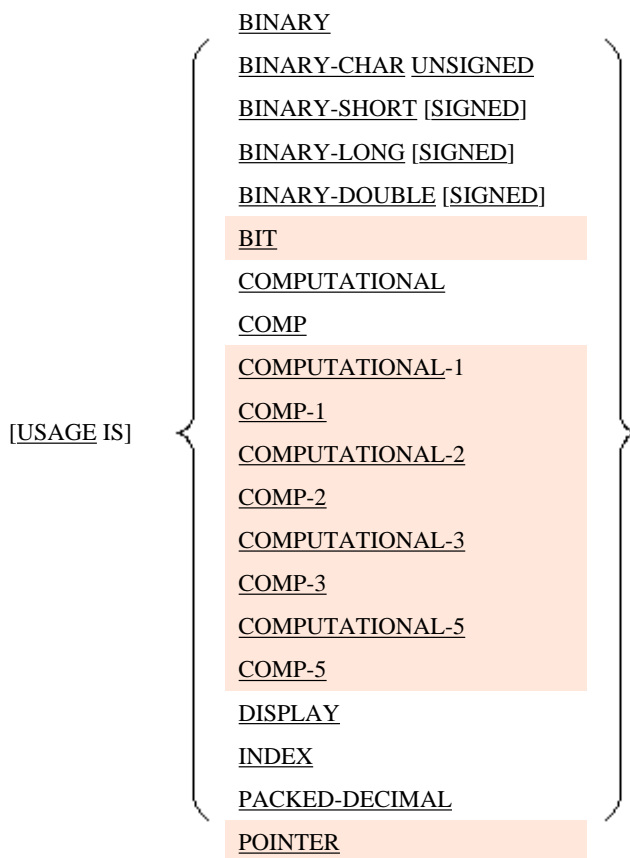 BINARY
BINARY-CHAR UNSIGNED
BINARY-SHORT [SIGNED]
BINARY-LONG [SIGNED]
BINARY-DOUBLE [SIGNED]
BIT
COMPUTATIONAL
COMP
COMPUTATIONAL-1
COMP-1
[USAGE IS]
COMPUTATIONAL-2
COMP-2
COMPUTATIONAL-3
COMP-3
COMPUTATIONAL-5
COMP-5
DISPLAY
INDEX
PACKED-DECIMAL
POINTER